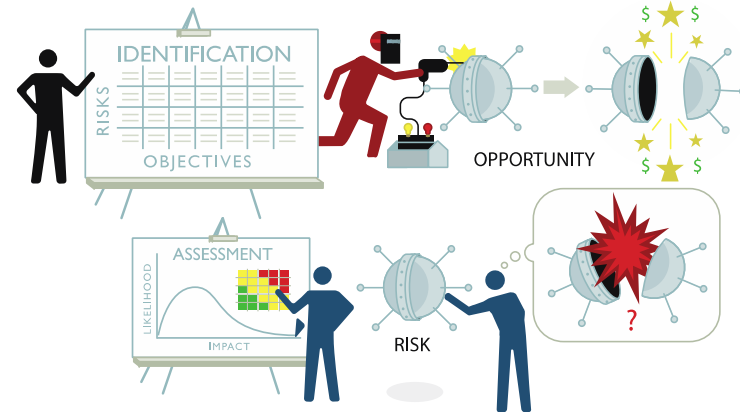 IDENTIFICATION
RISKS
OBJECTIVES
OPPORTUNITY
$ $
$ $
ASSESSMENT
LIKELIHOOD
IMPACT
RISK
?